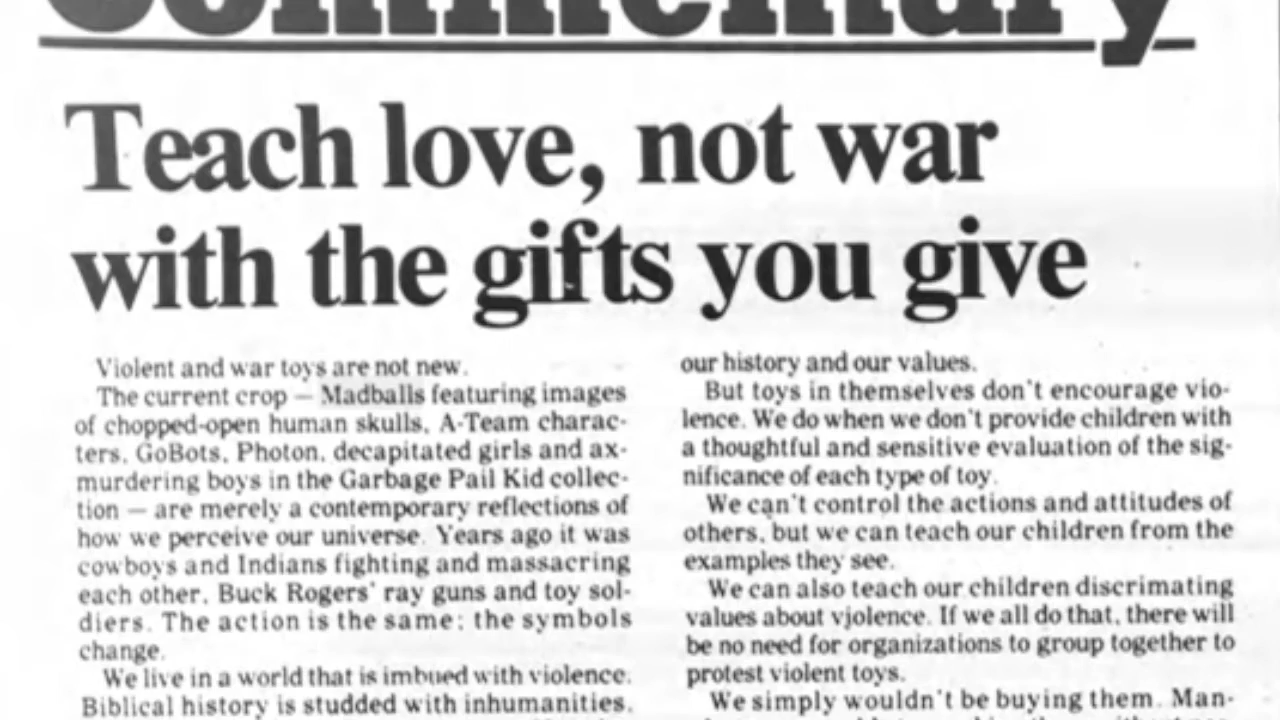 Commentary
Teach love, not war
with the gifts you give
Violent and war toys are not new.
The current crop — Madballs featuring images
of chopped-open human skulls, A-Team charac-
ters, GoBots, Photon, decapitated girls and ax-
murdering boys in the Garbage Pail Kid collec-
tion — are merely a contemporary reflections of
how we perceive our universe. Years ago it was
cowboys and Indians fighting and massacring
each other, Buck Rogers' ray guns and toy sol-
diers. The action is the same; the symbols
change.
We live in a world that is imbued with violence.
Biblical history is studded with inhumanities,
our history and our values.
But toys in themselves don't encourage vio-
lence. We do when we don't provide children with
a thoughtful and sensitive evaluation of the sig-
nificance of each type of toy.
We can't control the actions and attitudes of
others, but we can teach our children from the
examples they see.
We can also teach our children discrimating
values about vjolence. If we all do that, there will
be no need for organizations to group together to
protest violent toys.
We simply wouldn't be buying them. Man-